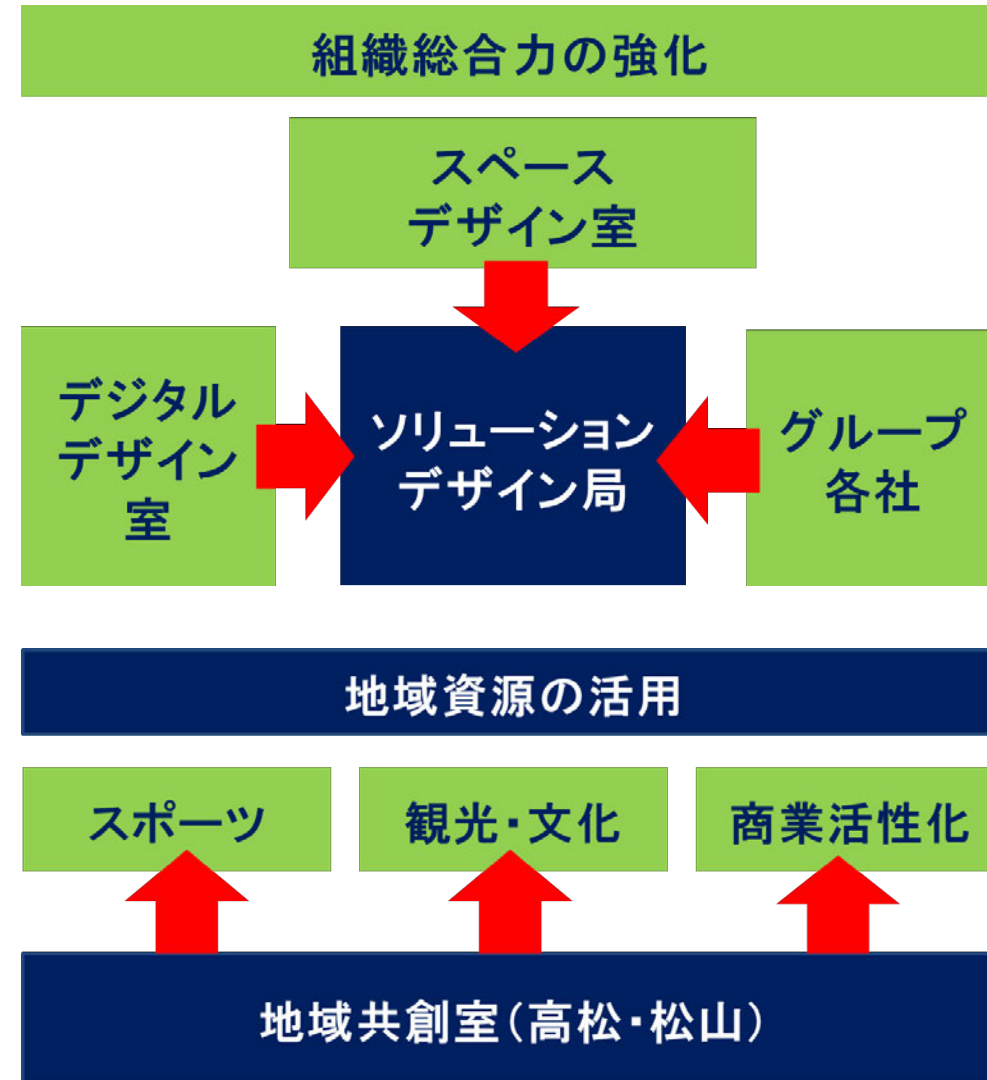 組織総合力の強化
スペース
デザイン室
デジタル
デザイン
室
ソリューション
デザイン局
グループ
各社
地域資源の活用
スポーツ
観光・文化
商業活性化
地域共創室(高松・松山)